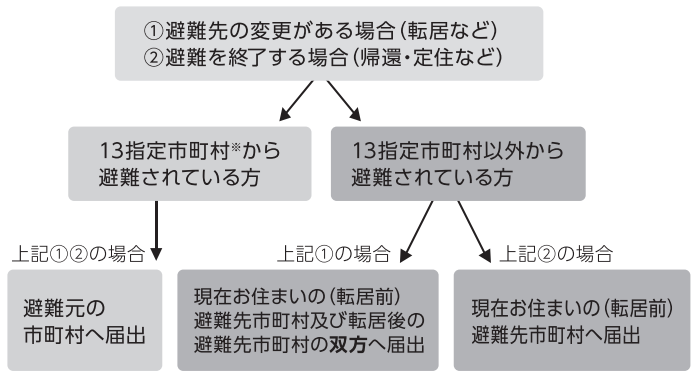 ①避難先の変更がある場合（転居など）
②避難を終了する場合（帰還・定住など）
13指定市町村※から
避難されている方
13指定市町村以外から
避難されている方
上記①②の場合
上記①の場合
上記②の場合
避難元の
市町村へ届出
現在お住まいの（転居前）
避難先市町村及び転居後の
避難先市町村の双方へ届出
現在お住まいの（転居前）
避難先市町村へ届出